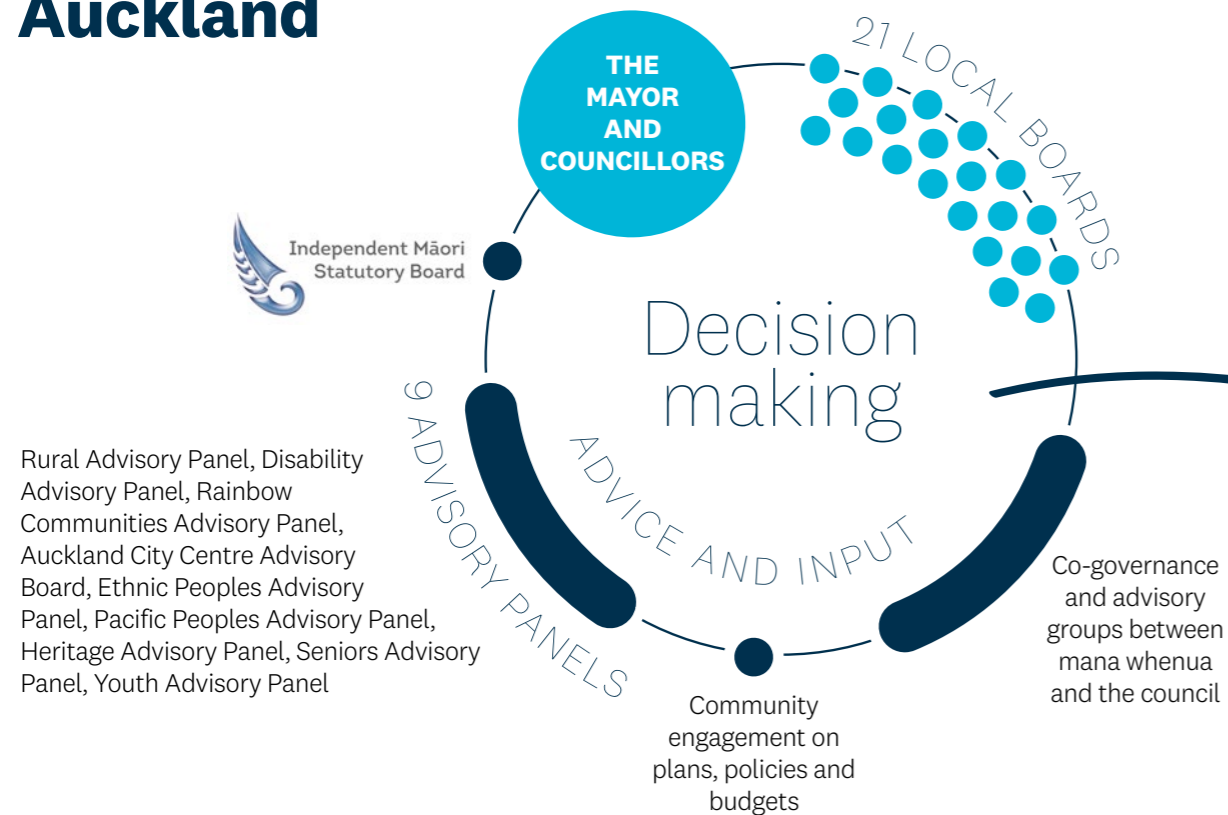 Auckland
THE
MAYOR
AND
COUNCILLORS
21 LOCAL BOARDS
Independent Māori
Statutory Board
Decision
making
ADVICE AND INPUT
9 ADVISORY PANELS
Rural Advisory Panel, Disability
Advisory Panel, Rainbow
Communities Advisory Panel,
Auckland City Centre Advisory
Board, Ethnic Peoples Advisory
Panel, Pacific Peoples Advisory Panel,
Heritage Advisory Panel, Seniors Advisory
Panel, Youth Advisory Panel
Community
engagement on
plans, policies and
budgets
Co-governance
and advisory
groups between
mana whenua
and the council